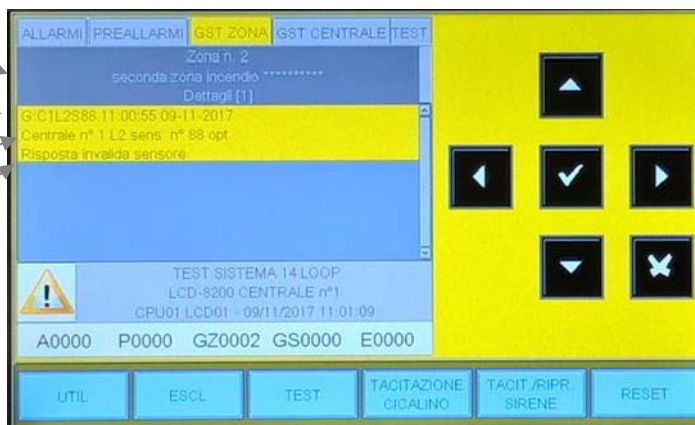 ALLARMI PREALLARMI GST ZONA GST CENTRALE TEST
Zona n. 2
seconda zona incendio **********
Dettagli [1]
G:C1L2S88 11:00:55 09-11-2017
Centrale n° 1 L2 sens n° 88 opt
Risposta invalida sensore
TEST SISTEMA 14 LOOP
LCD-8200 CENTRALE n°1
CPU01 LCD01 - 09/11/2017 11:01:09
A0000 P0000 GZ0002 GS0000 E0000
UTIL ESCL TEST TACITAZIONE CICALINO TACIT./RIPR SIRENE RESET